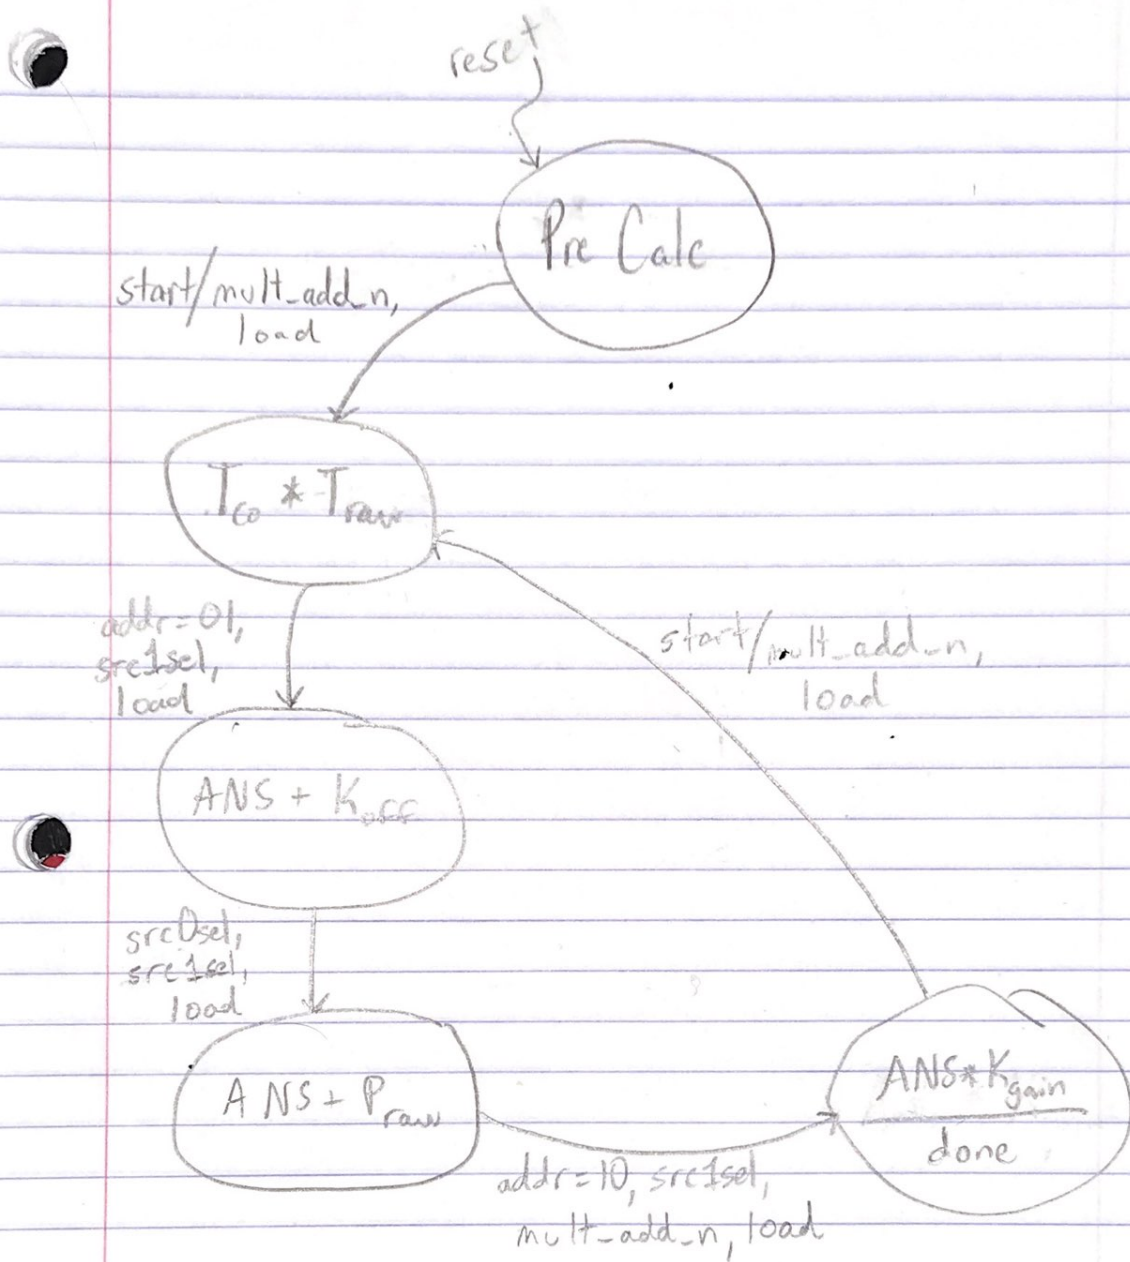 reset
Pre Calc
start/mult_add_n,
load
T_co * T_raw
addr=01,
src1sel,
load
start/mult_add_n,
load
ANS + K_off
src0sel,
src1sel,
load
ANS + P_raw
ANS*K_gain
done
addr=10, src1sel,
mult_add_n, load